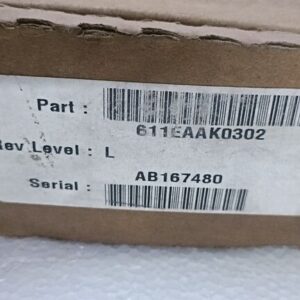 Part :
611EAAK0302
Rev Level : L
Serial :
AB167480